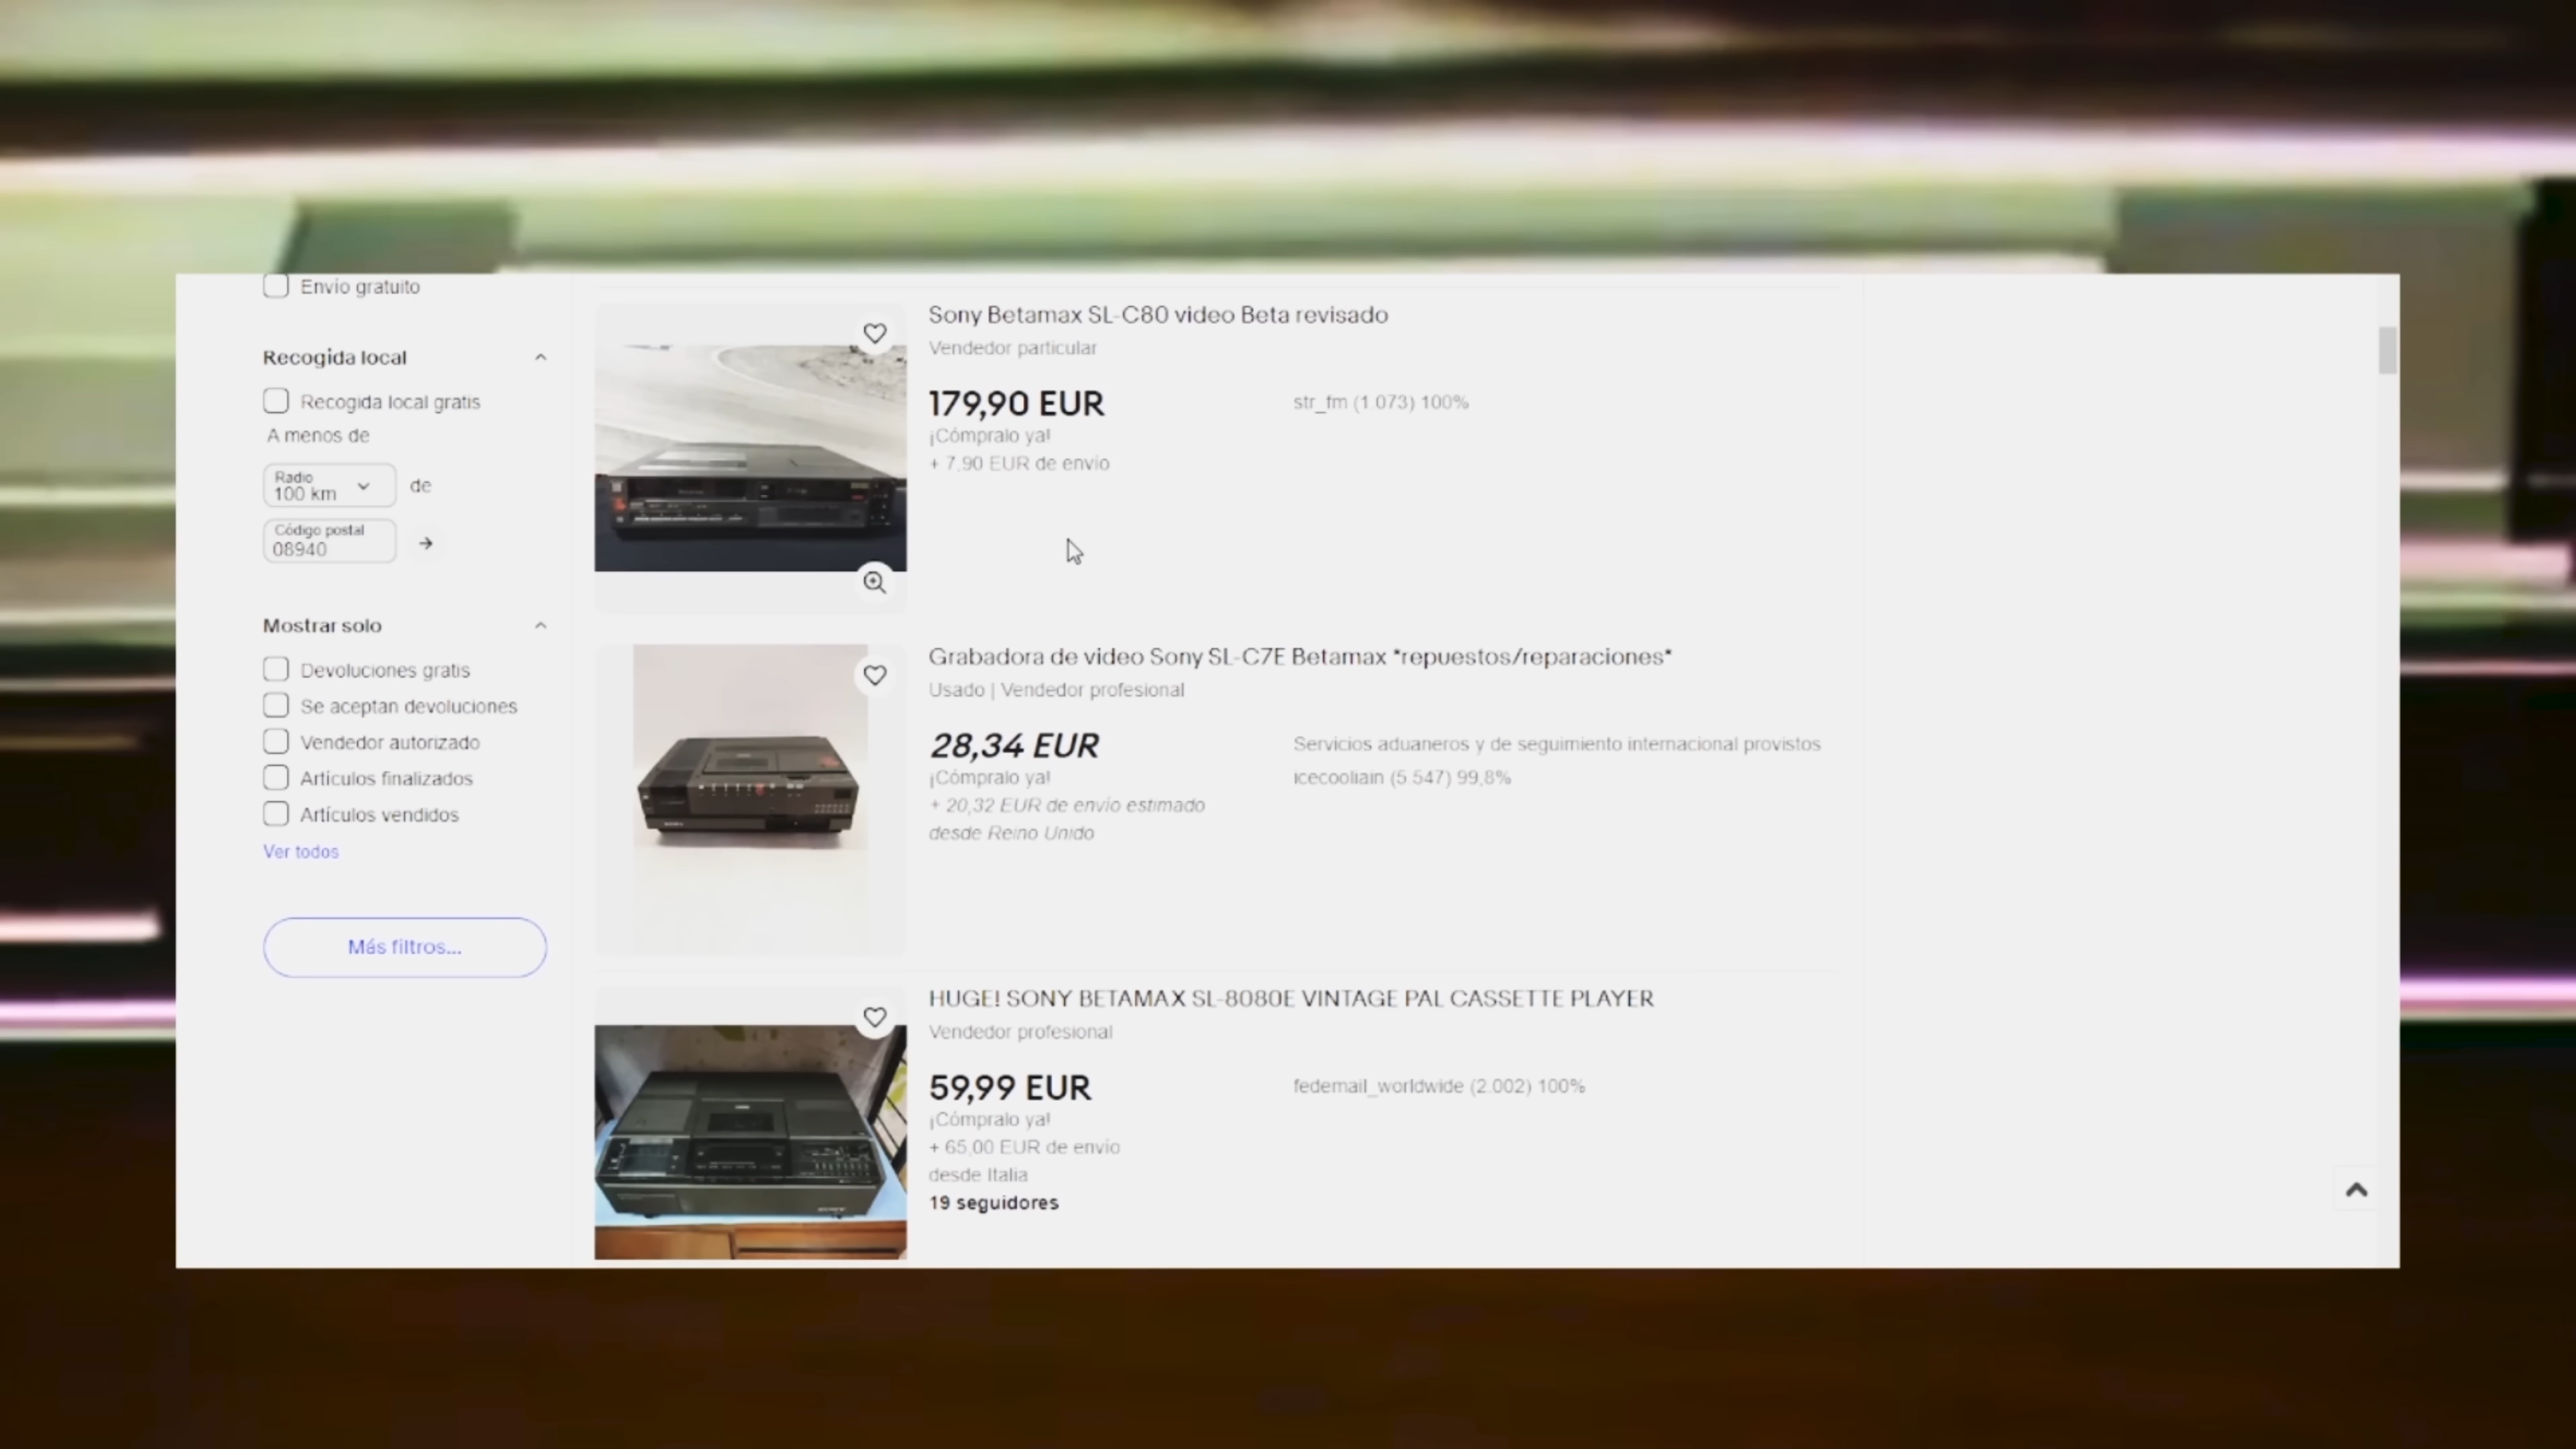 Envío gratuito
Recogida local
Recogida local gratis
A menos de
Radio
100 km
de
Código postal
08940
Mostrar solo
Devoluciones gratis
Se aceptan devoluciones
Vendedor autorizado
Artículos finalizados
Artículos vendidos
Ver todos
Más filtros...
Sony Betamax SL-C80 video Beta revisado
Vendedor particular
179,90 EUR
str_fm (1.073) 100%
¡Cómpralo ya!
+ 7,90 EUR de envío
Grabadora de video Sony SL-C7E Betamax *repuestos/reparaciones*
Usado | Vendedor profesional
28,34 EUR
Servicios aduaneros y de seguimiento internacional provistos
¡Cómpralo ya!
icecooliain (5.547) 99,8%
+ 20,32 EUR de envío estimado
desde Reino Unido
HUGE! SONY BETAMAX SL-8080E VINTAGE PAL CASSETTE PLAYER
Vendedor profesional
59,99 EUR
fedemail_worldwide (2.002) 100%
¡Cómpralo ya!
+ 65,00 EUR de envío
desde Italia
19 seguidores